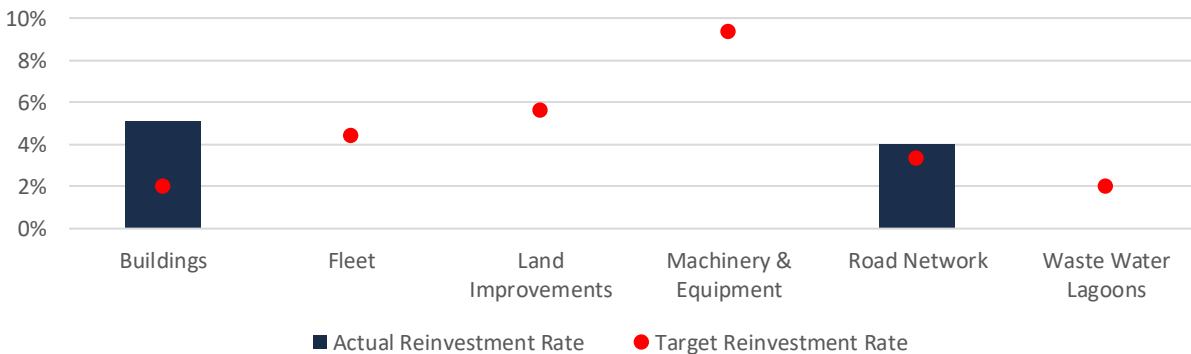 10%
8%
6%
4%
2%
0%
Buildings
Fleet
Land
Improvements
Machinery &
Equipment
Road Network
Waste Water
Lagoons
Actual Reinvestment Rate
Target Reinvestment Rate